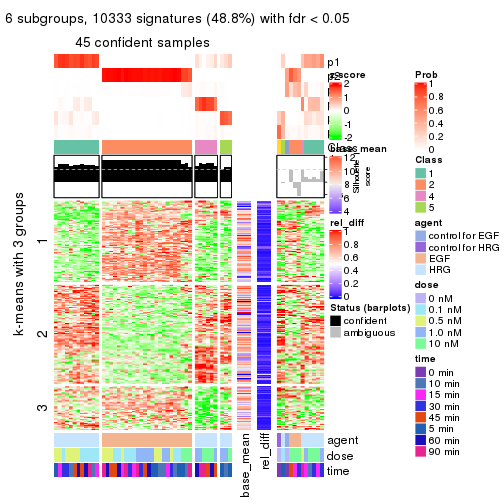 6 subgroups, 10333 signatures (48.8%) with fdr < 0.05
45 confident samples
p1
p2
Class
Silhouette
score
k-means with 3 groups
1
2
3
base_mean
rel_diff
agent
dose
time
z-score
2
1
0
-1
-2
base_mean
12
10
8
6
4
rel_diff
1
0.8
0.6
0.4
0.2
0
Status (barplots)
confident
ambiguous
Prob
1
0.8
0.6
0.4
0.2
0
Class
1
2
4
5
agent
control for EGF
control for HRG
EGF
HRG
dose
0 nM
0.1 nM
0.5 nM
1.0 nM
10 nM
time
0 min
10 min
15 min
30 min
45 min
5 min
60 min
90 min